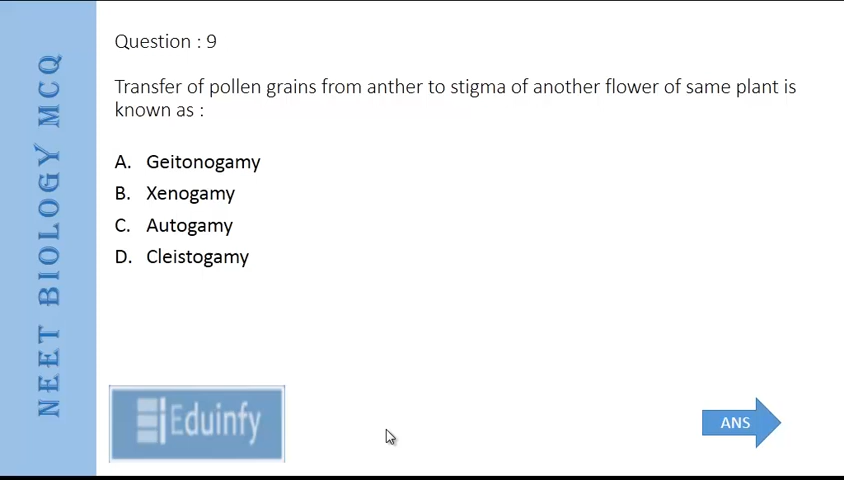 NEET BIOLOGY MCQ
Question : 9
Transfer of pollen grains from anther to stigma of another flower of same plant is
known as :
A. Geitonogamy
B. Xenogamy
C. Autogamy
D. Cleistogamy
Eduinfy
ANS